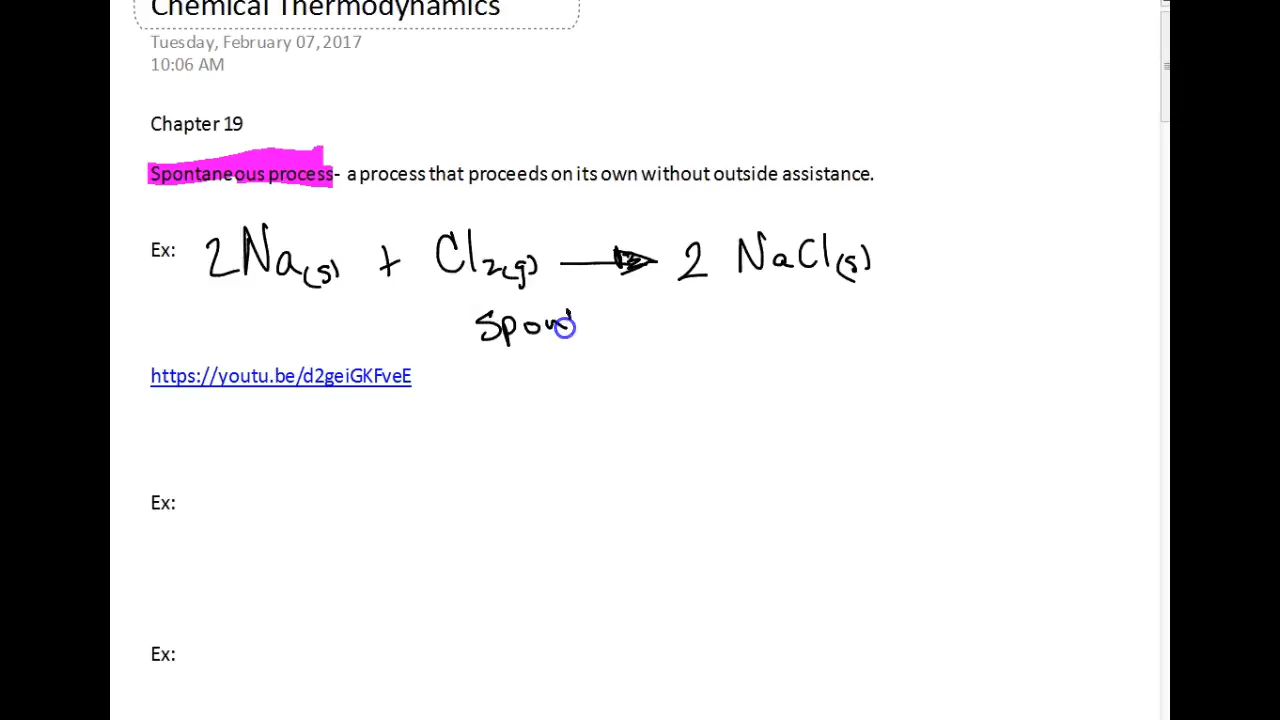 Chemical Thermodynamics
Tuesday, February 07, 2017
10:06 AM
Chapter 19
Spontaneous process- a process that proceeds on its own without outside assistance.
Ex: 2Na(s) + Cl2(g) → 2 NaCl(s)
Spon
https://youtu.be/d2geiGKFveE
Ex:
Ex: